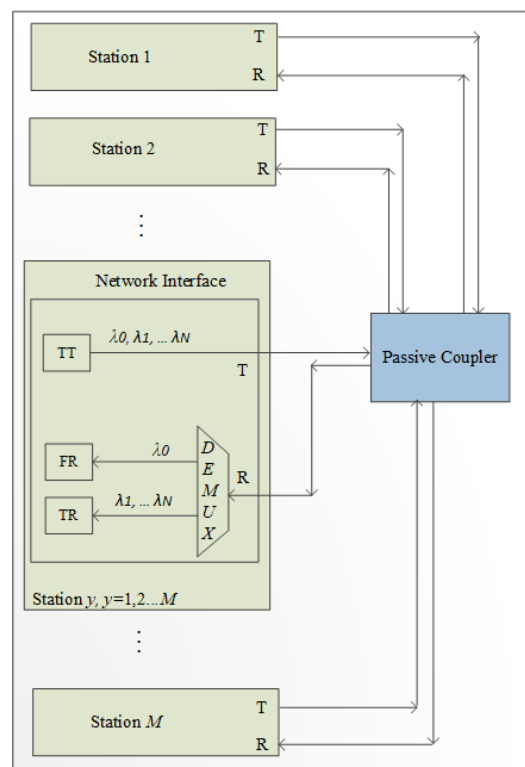 T
Station 1
R
T
Station 2
R
Network Interface
λ0, λ1, ... λN
TT
T
Passive Coupler
λ0
FR
D
E
M
U
X
R
λ1, ... λN
TR
Station y, y=1,2...M
T
Station M
R